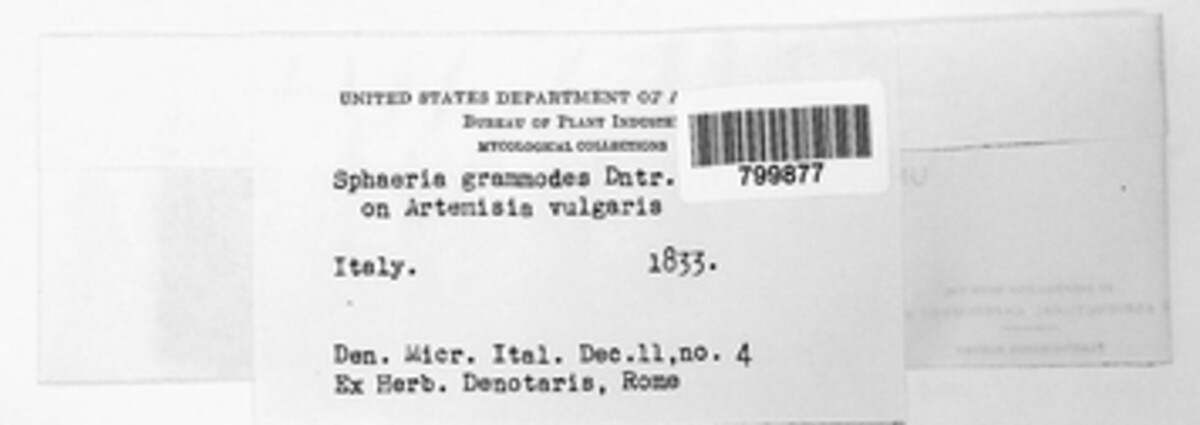 UNITED STATES DEPARTMENT OF
BUREAU OF PLANT INDUST
MYCOLOGICAL COLLECTIONS
799877
Sphaeria grammodes Dntr.
on Artemisia vulgaris
Italy. 1833.
Den. Micr. Ital. Dec.11,no. 4
Ex Herb. Denotaris, Rome